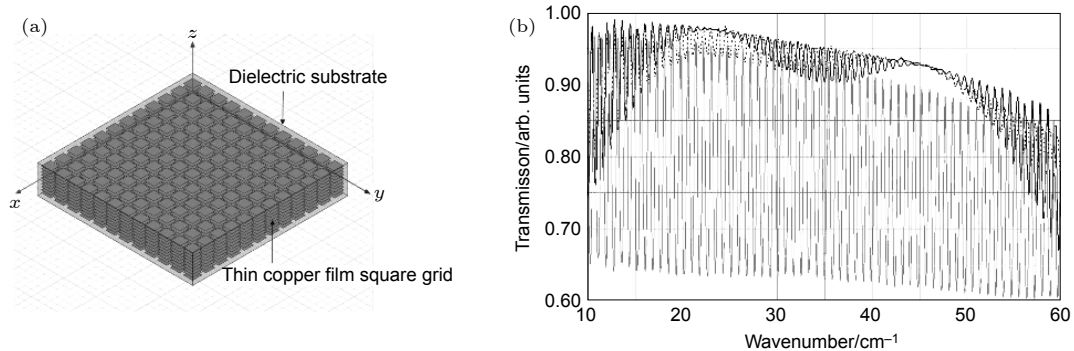 (a)
z
Dielectric substrate
x
y
Thin copper film square grid
(b)
Transmisson/arb. units
1.00
0.90
0.80
0.70
0.60
10 20 30 40 50 60
Wavenumber/cm–1